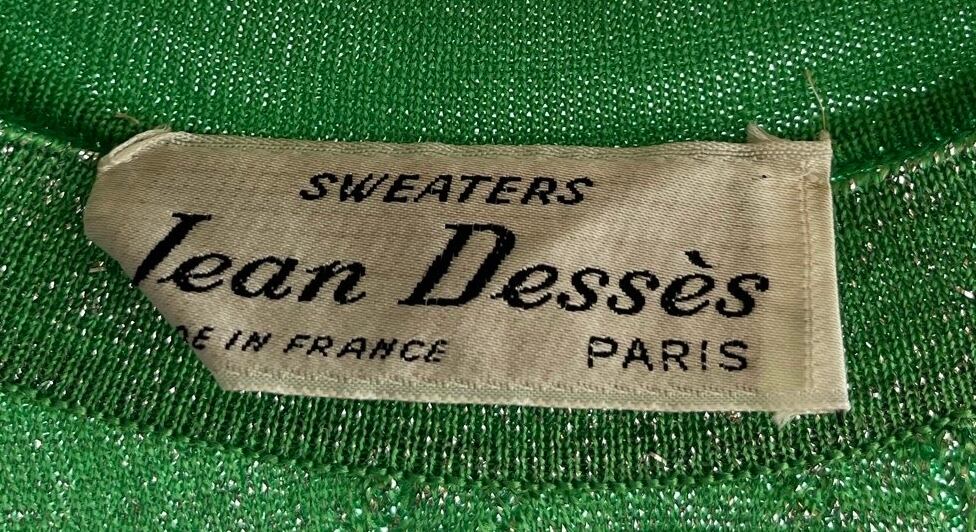 SWEATERS
Jean Dessès
DE IN FRANCE PARIS